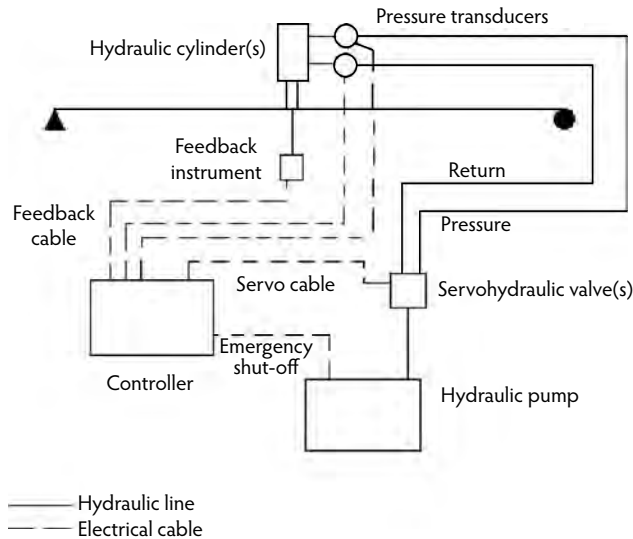 Pressure transducers
Hydraulic cylinder(s)
Feedback
instrument
Return
Feedback
cable
Pressure
Servo cable
Servohydraulic valve(s)
Emergency
shut-off
Controller
Hydraulic pump
Hydraulic line
Electrical cable